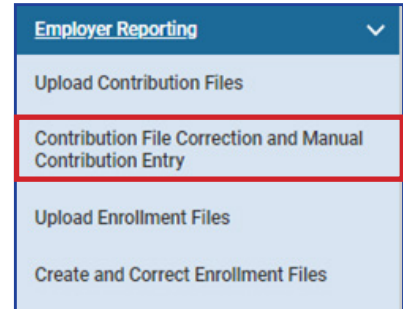 Employer Reporting
Upload Contribution Files
Contribution File Correction and Manual
Contribution Entry
Upload Enrollment Files
Create and Correct Enrollment Files